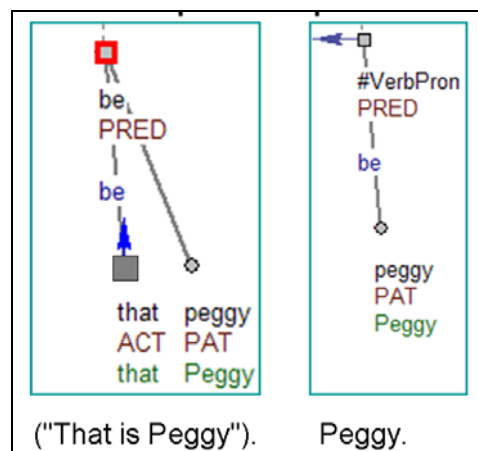 be
PRED
be
that peggy
ACT PAT
that Peggy
("That is Peggy").
#VerbPron
PRED
be
peggy
PAT
Peggy
Peggy.